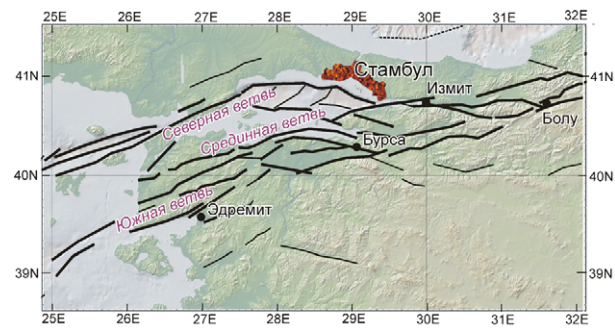 25E 26E 27E 28E 29E 30E 31E 32E
41N 41N
Стамбул
Измит
Болу
Северная ветвь
Срединная ветвь
Бурса
40N 40N
Южная ветвь
Эдремит
39N 39N
25E 26E 27E 28E 29E 30E 31E 32E